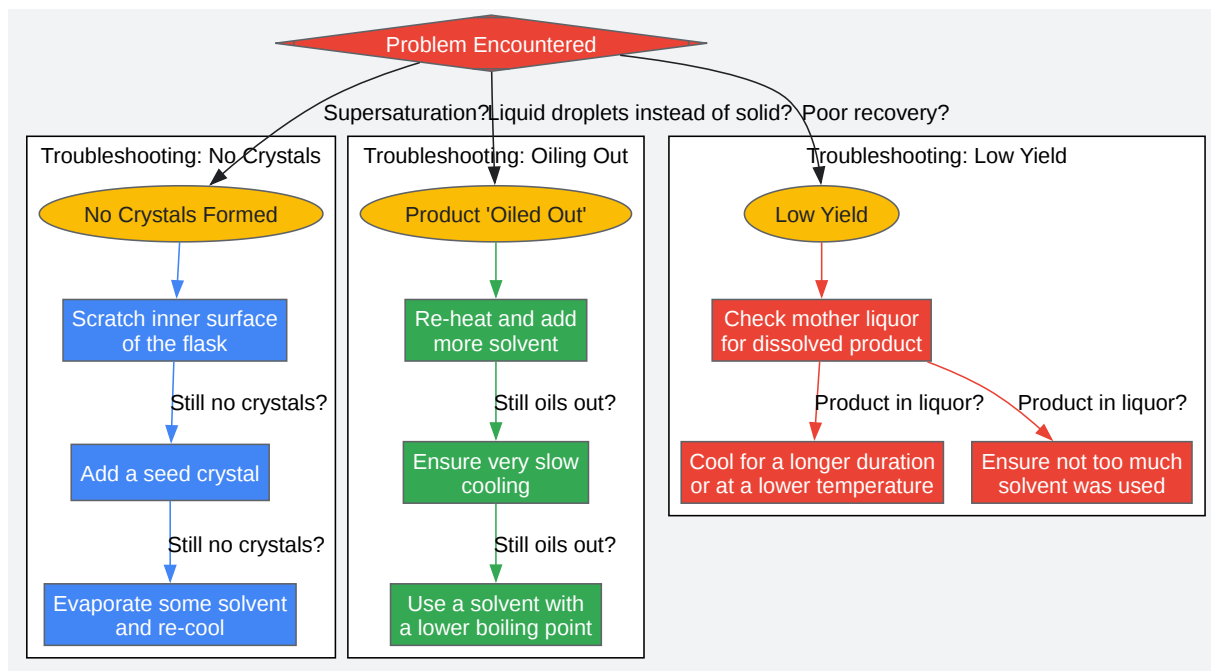 Problem Encountered
Supersaturation?
Liquid droplets instead of solid?
Poor recovery?
Troubleshooting: No Crystals
No Crystals Formed
Scratch inner surface
of the flask
Still no crystals?
Add a seed crystal
Still no crystals?
Evaporate some solvent
and re-cool
Troubleshooting: Oiling Out
Product 'Oiled Out'
Re-heat and add
more solvent
Still oils out?
Ensure very slow
cooling
Still oils out?
Use a solvent with
a lower boiling point
Troubleshooting: Low Yield
Low Yield
Check mother liquor
for dissolved product
Product in liquor?
Product in liquor?
Cool for a longer duration
or at a lower temperature
Ensure not too much
solvent was used